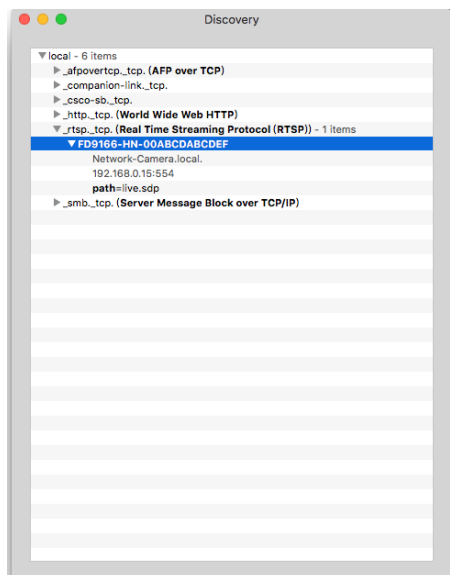 Discovery
local - 6 items
_afpovertcp._tcp. (AFP over TCP)
_companion-link._tcp.
_csco-sb._tcp.
_http._tcp. (World Wide Web HTTP)
_rtsp._tcp. (Real Time Streaming Protocol (RTSP)) - 1 items
FD9166-HN-00ABCDABCDEF
Network-Camera.local.
192.168.0.15:554
path=live.sdp
_smb._tcp. (Server Message Block over TCP/IP)